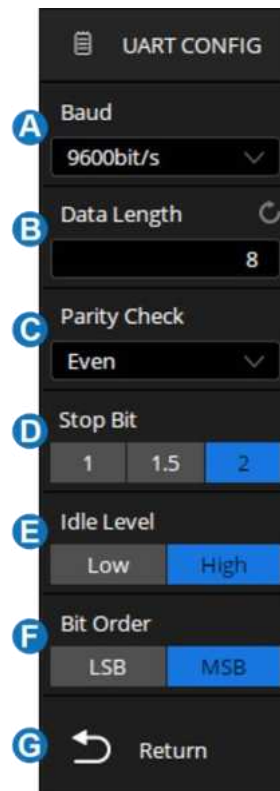 UART CONFIG
A
Baud
9600bit/s
B
Data Length
8
C
Parity Check
Even
D
Stop Bit
1 1.5 2
E
Idle Level
Low High
F
Bit Order
LSB MSB
G
Return